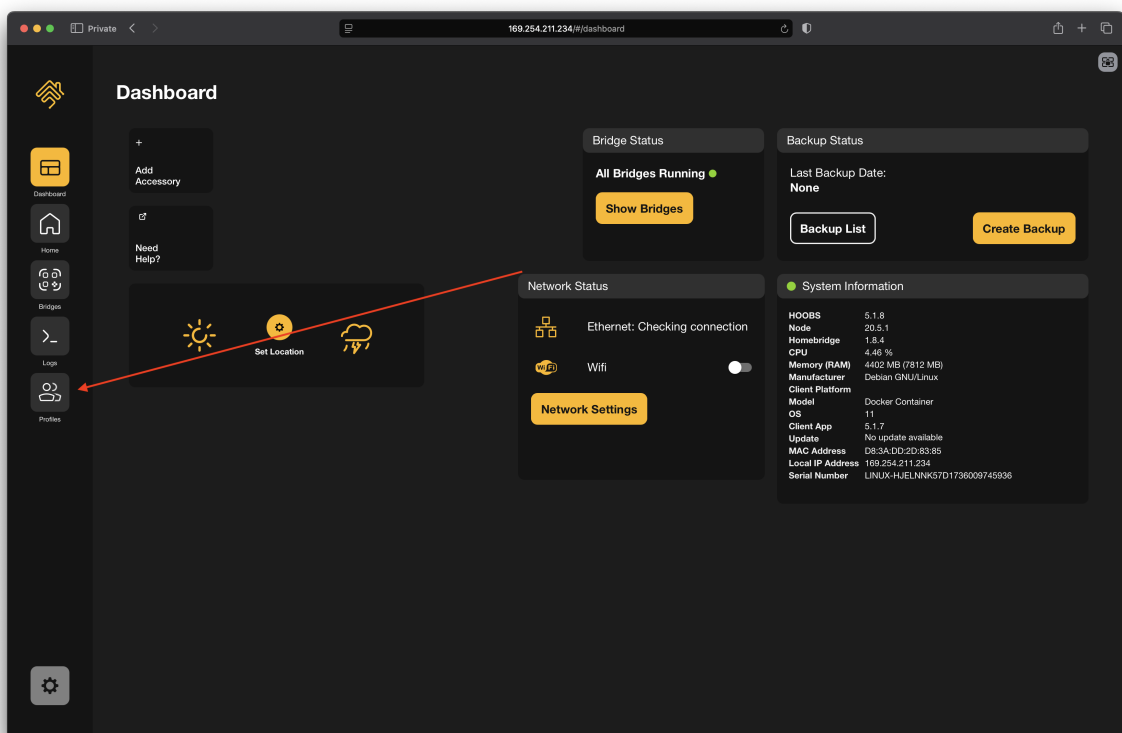 Private
169.254.211.234/#/dashboard
Dashboard
Dashboard
Home
Bridges
Logs
Profiles
+
Add
Accessory
Need
Help?
Set Location
Bridge Status
All Bridges Running
Show Bridges
Backup Status
Last Backup Date:
None
Backup List
Create Backup
Network Status
Ethernet: Checking connection
WiFi
Wifi
Network Settings
System Information
HOOBS 5.1.8
Node 20.5.1
Homebridge 1.8.4
CPU 4.46 %
Memory (RAM) 4402 MB (7812 MB)
Manufacturer Debian GNU/Linux
Client Platform
Model Docker Container
OS 11
Client App 5.1.7
Update No update available
MAC Address D8:3A:DD:2D:83:85
Local IP Address 169.254.211.234
Serial Number LINUX-HJELNNK57D1736009745936